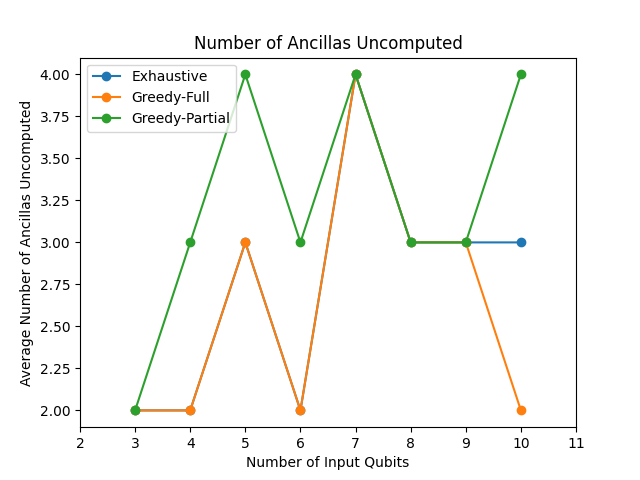 Number of Ancillas Uncomputed
Exhaustive
Greedy-Full
Greedy-Partial
Average Number of Ancillas Uncomputed
4.00
3.75
3.50
3.25
3.00
2.75
2.50
2.25
2.00
2 3 4 5 6 7 8 9 10 11
Number of Input Qubits